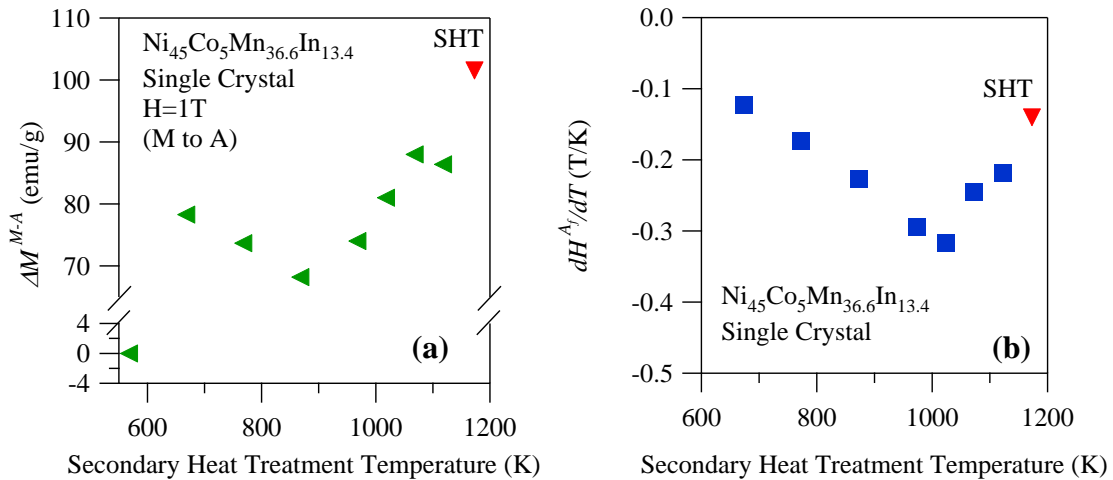 110
100
90
80
70
4
0
-4
600
800
1000
1200
ΔM^{M-A} (emu/g)
Ni₄₅Co₅Mn₃₆.₆In₁₃.₄
Single Crystal
H=1T
(M to A)
SHT
(a)
Secondary Heat Treatment Temperature (K)
0.0
-0.1
-0.2
-0.3
-0.4
-0.5
600
800
1000
1200
dH^{A_f}/dT (T/K)
SHT
Ni₄₅Co₅Mn₃₆.₆In₁₃.₄
Single Crystal
(b)
Secondary Heat Treatment Temperature (K)